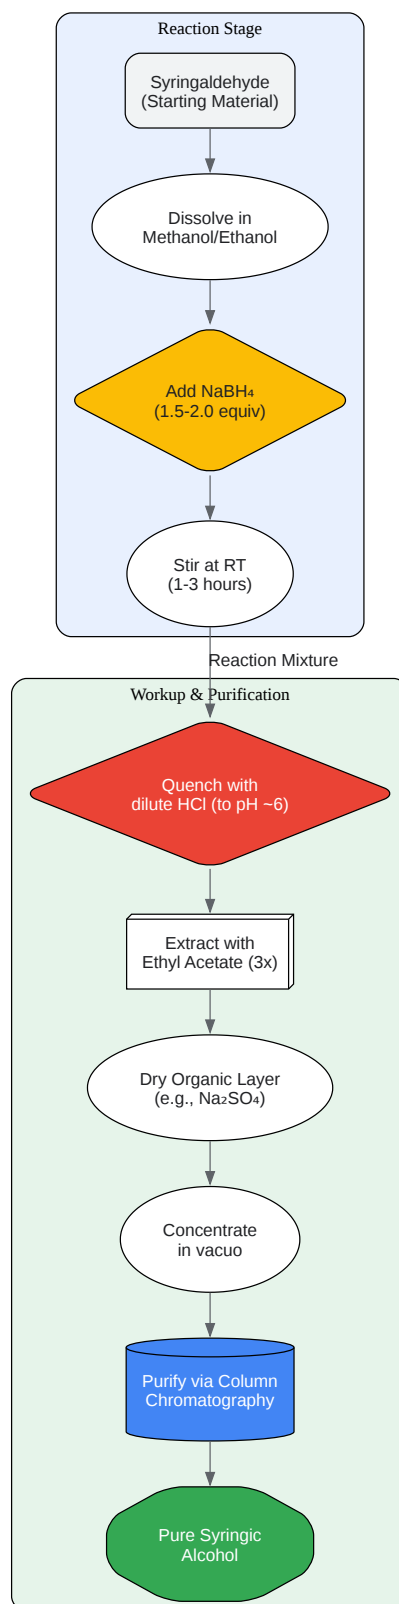 Reaction Stage
Syringaldehyde
(Starting Material)
Dissolve in
Methanol/Ethanol
Add NaBH₄
(1.5-2.0 equiv)
Stir at RT
(1-3 hours)
Reaction Mixture
Workup & Purification
Quench with
dilute HCl (to pH ~6)
Extract with
Ethyl Acetate (3x)
Dry Organic Layer
(e.g., Na₂SO₄)
Concentrate
in vacuo
Purify via Column
Chromatography
Pure Syringic
Alcohol